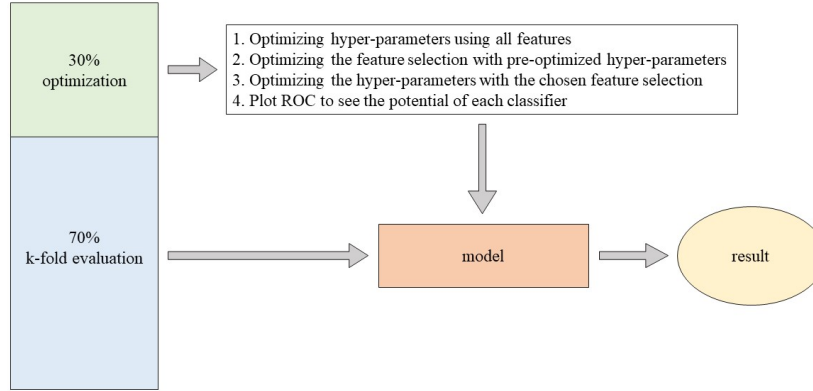 30%
optimization
1. Optimizing hyper-parameters using all features
2. Optimizing the feature selection with pre-optimized hyper-parameters
3. Optimizing the hyper-parameters with the chosen feature selection
4. Plot ROC to see the potential of each classifier
70%
k-fold evaluation
model
result